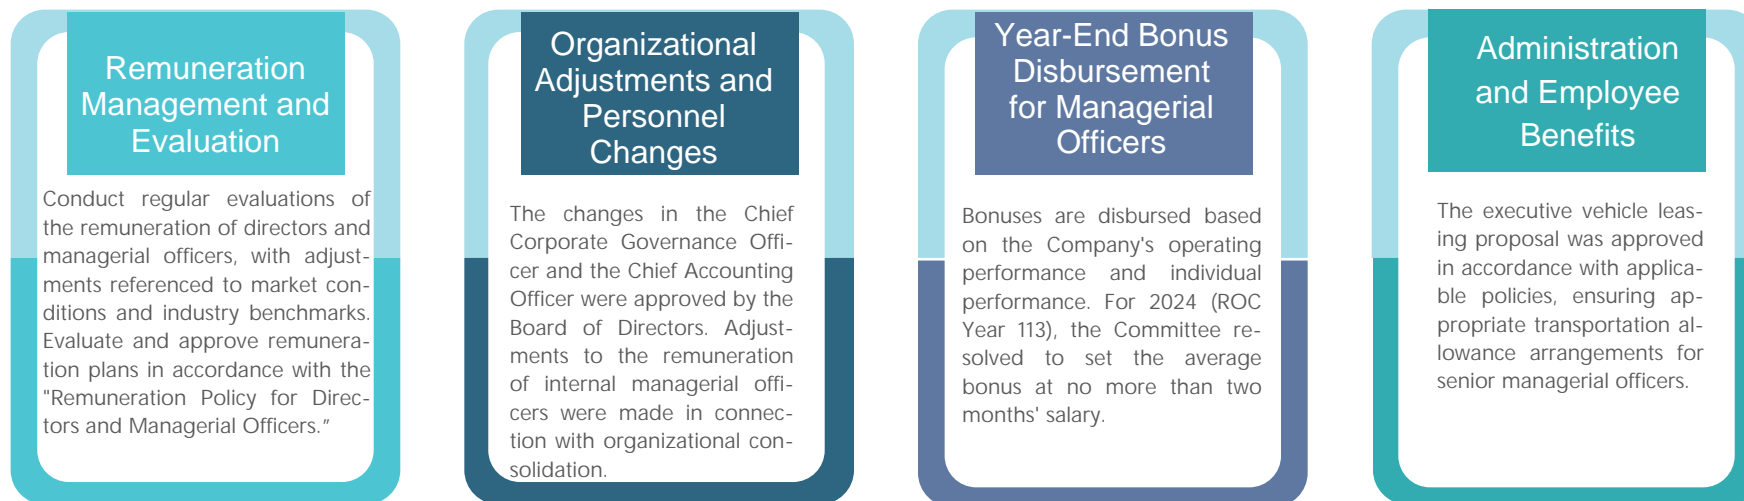 Remuneration
Management and
Evaluation
Conduct regular evaluations of
the remuneration of directors and
managerial officers, with adjust-
ments referenced to market con-
ditions and industry benchmarks.
Evaluate and approve remunera-
tion plans in accordance with the
"Remuneration Policy for Direc-
tors and Managerial Officers.”
Organizational
Adjustments and
Personnel
Changes
The changes in the Chief
Corporate Governance Offi-
cer and the Chief Accounting
Officer were approved by the
Board of Directors. Adjust-
ments to the remuneration
of internal managerial offi-
cers were made in connec-
tion with organizational con-
solidation.
Year-End Bonus
Disbursement
for Managerial
Officers
Bonuses are disbursed based
on the Company's operating
performance and individual
performance. For 2024 (ROC
Year 113), the Committee re-
solved to set the average
bonus at no more than two
months' salary.
Administration
and Employee
Benefits
The executive vehicle leas-
ing proposal was approved
in accordance with applica-
ble policies, ensuring ap-
propriate transportation al-
lowance arrangements for
senior managerial officers.